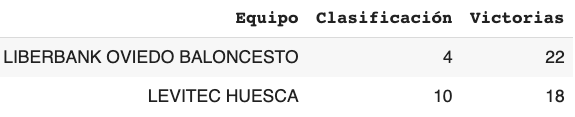 Equipo Clasificación Victorias
LIBERBANK OVIEDO BALONCESTO 4 22
LEVITEC HUESCA 10 18